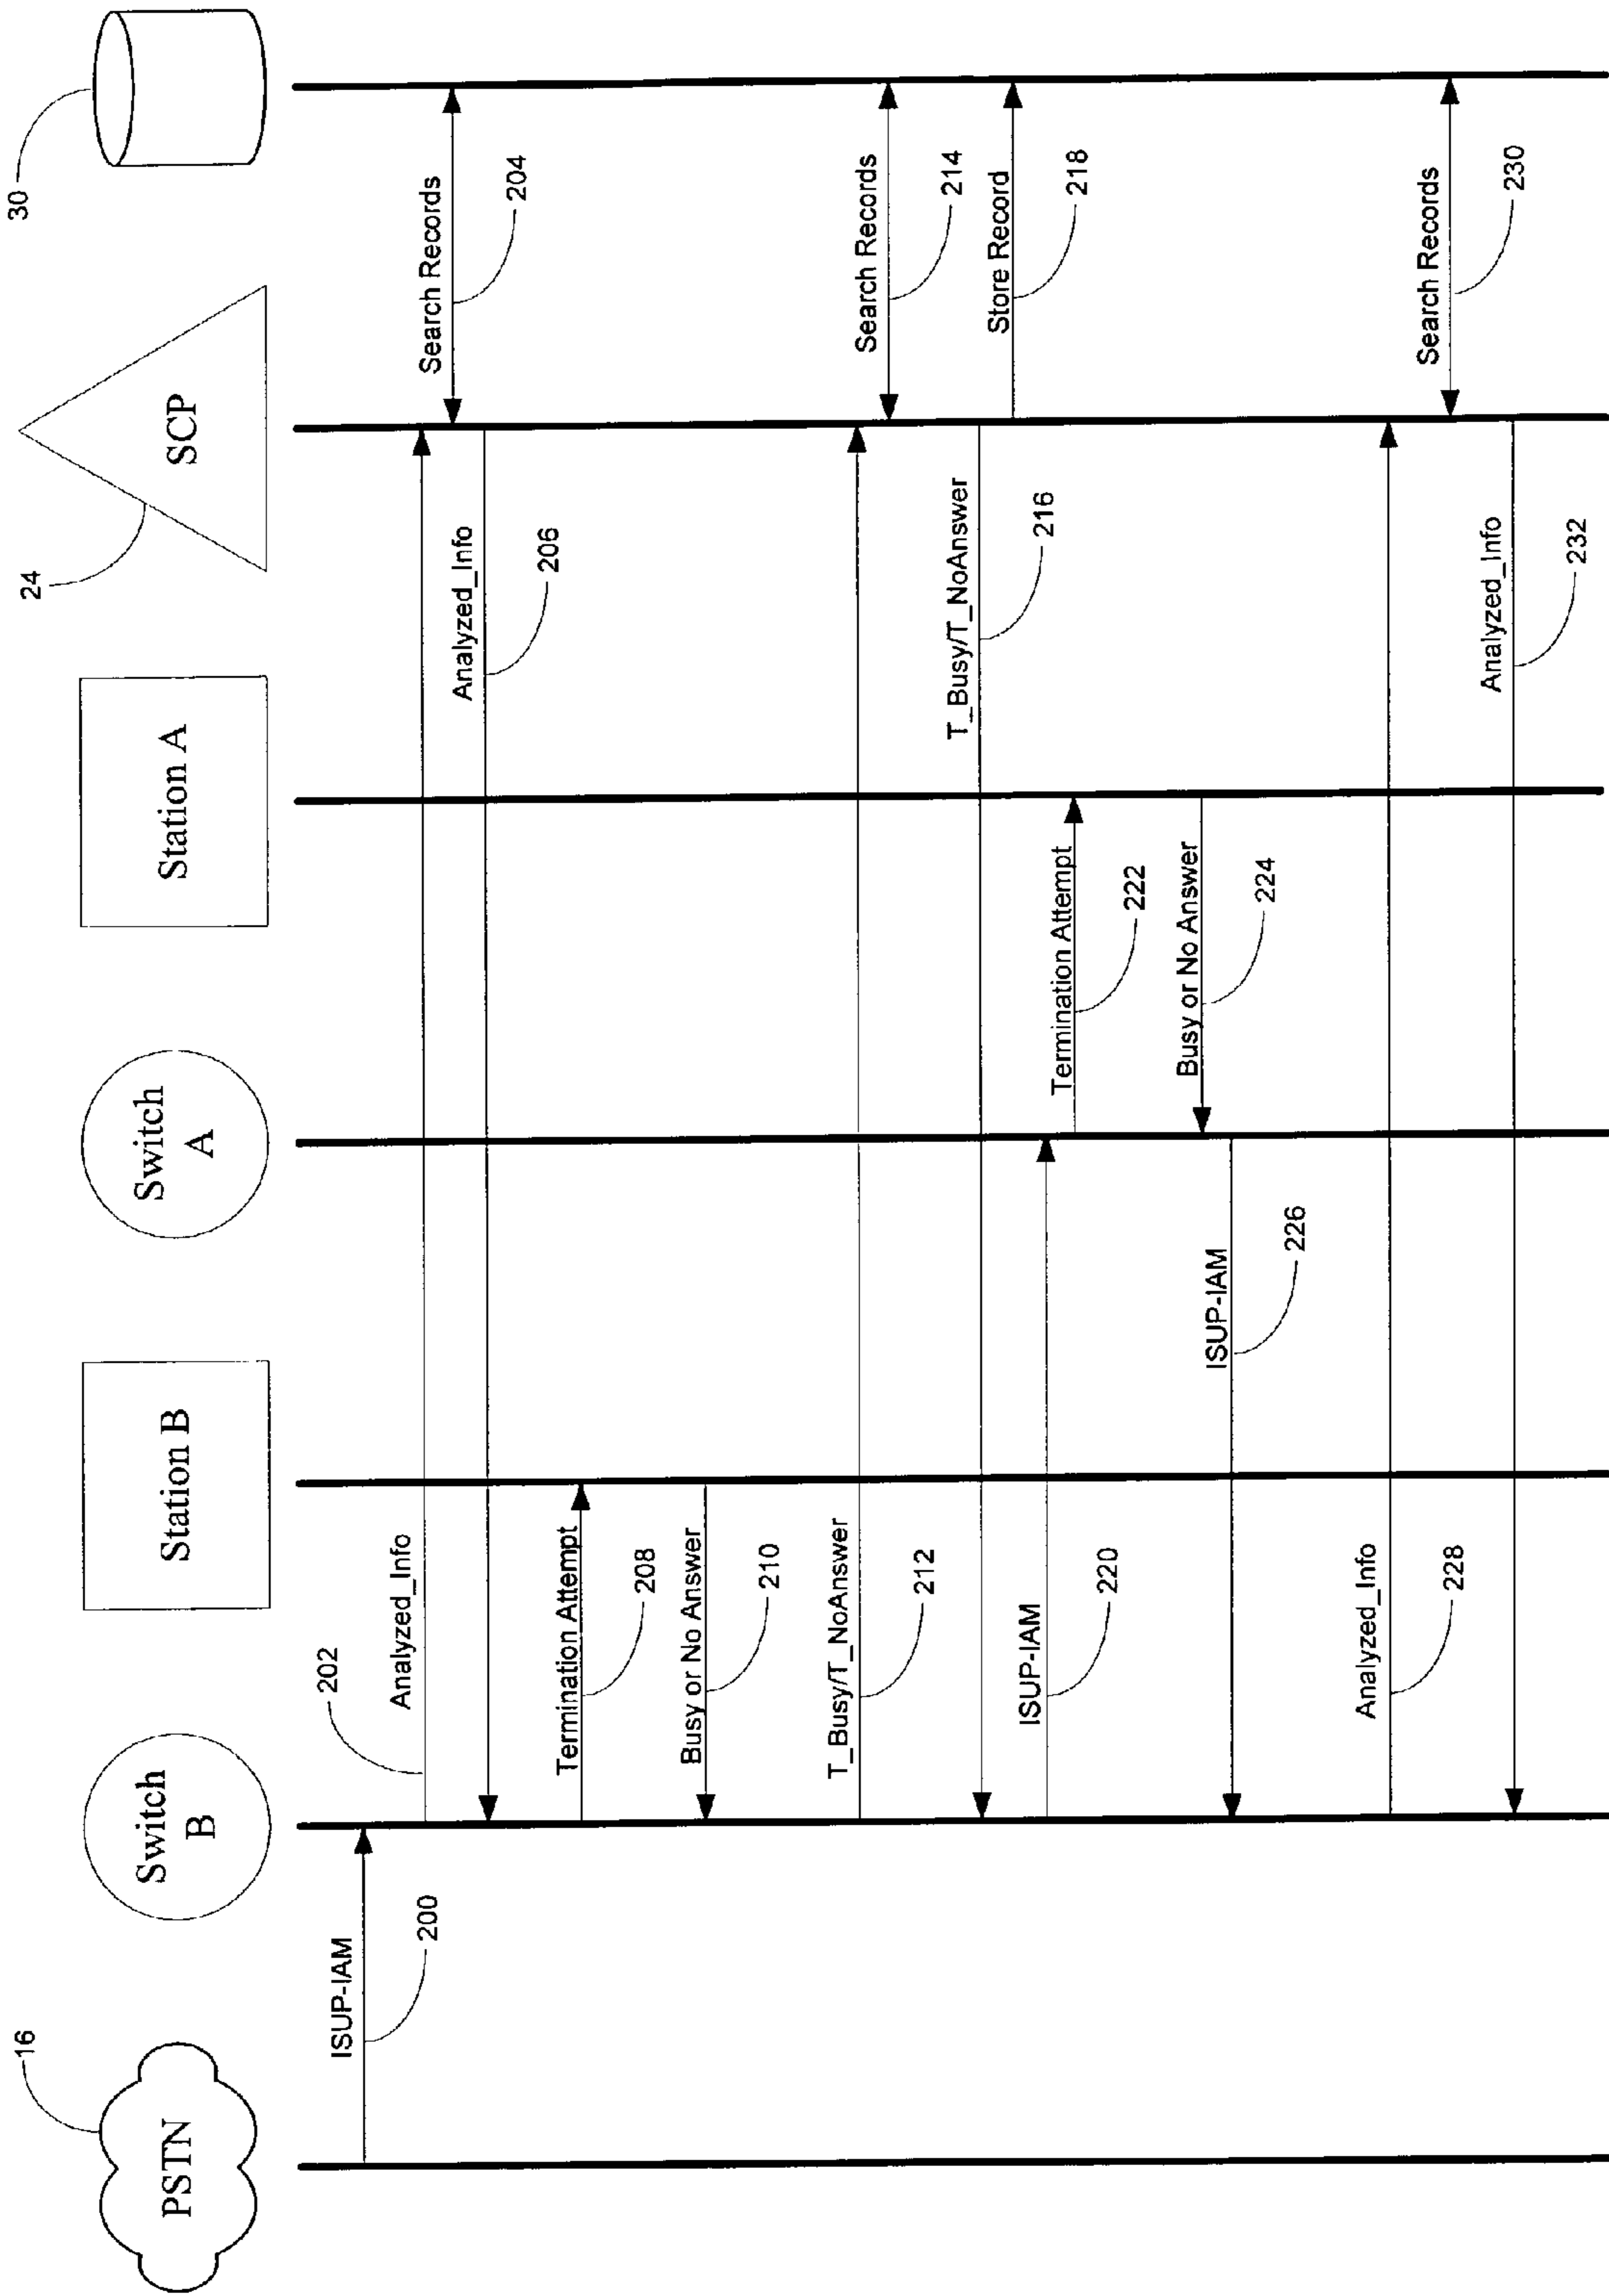 16
PSTN
Switch
B
Station B
Switch
A
Station A
24
SCP
30
ISUP-IAM
200
202
Analyzed_Info
Search Records
204
Analyzed_Info
206
Termination Attempt
208
Busy or No Answer
210
T_Busy/T_NoAnswer
212
Search Records
214
T_Busy/T_NoAnswer
216
Store Record
218
ISUP-IAM
220
Termination Attempt
222
Busy or No Answer
224
ISUP-IAM
226
Analyzed_Info
228
Search Records
230
Analyzed_Info
232